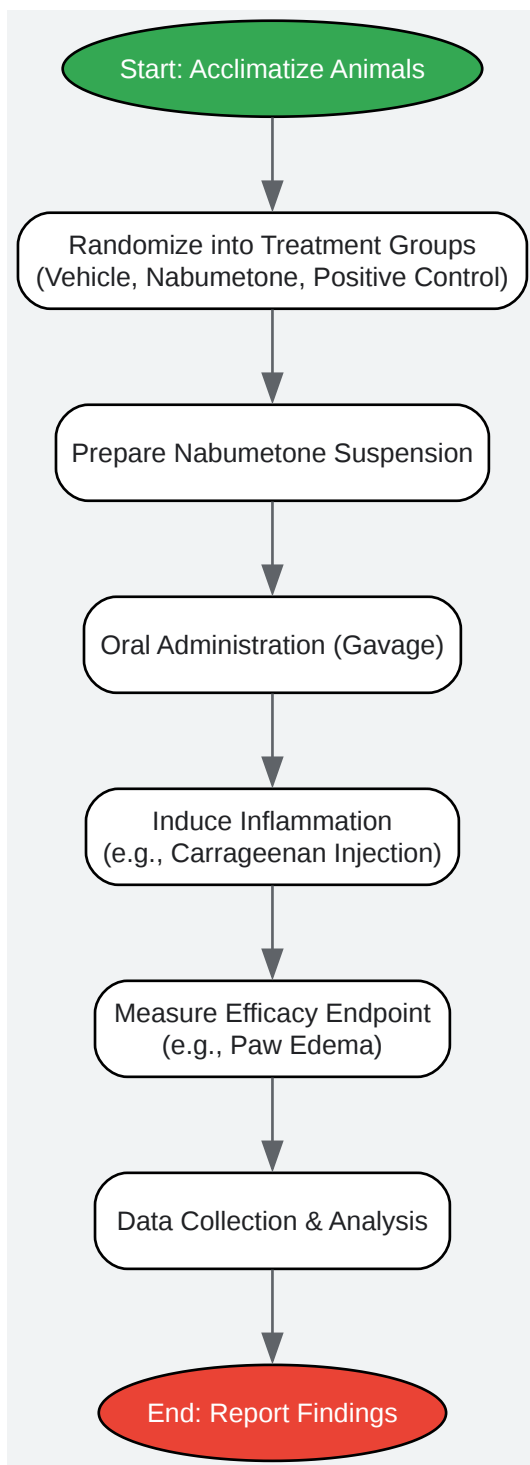 Start: Acclimatize Animals
Randomize into Treatment Groups
(Vehicle, Nabumetone, Positive Control)
Prepare Nabumetone Suspension
Oral Administration (Gavage)
Induce Inflammation
(e.g., Carrageenan Injection)
Measure Efficacy Endpoint
(e.g., Paw Edema)
Data Collection & Analysis
End: Report Findings